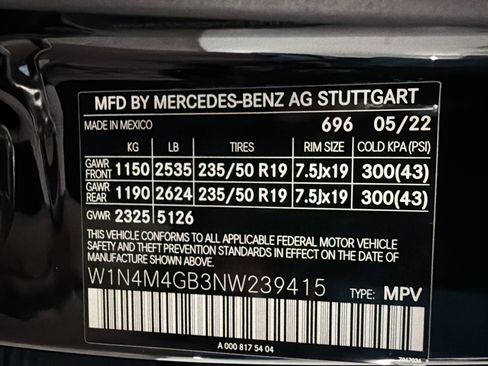 MFD BY MERCEDES-BENZ AG STUTTGART
MADE IN MEXICO 696 05/22
KG LB TIRES RIM SIZE COLD KPA (PSI)
GAWR FRONT 1150 2535 235/50 R19 7.5Jx19 300(43)
GAWR REAR 1190 2624 235/50 R19 7.5Jx19 300(43)
GVWR 2325 5126
THIS VEHICLE CONFORMS TO ALL APPLICABLE FEDERAL MOTOR VEHICLE
SAFETY AND THEFT PREVENTION STANDARDS IN EFFECT ON THE DATE OF
MANUFACTURE SHOWN ABOVE.
W1N4M4GB3NW239415 TYPE: MPV
A 000 817 54 04